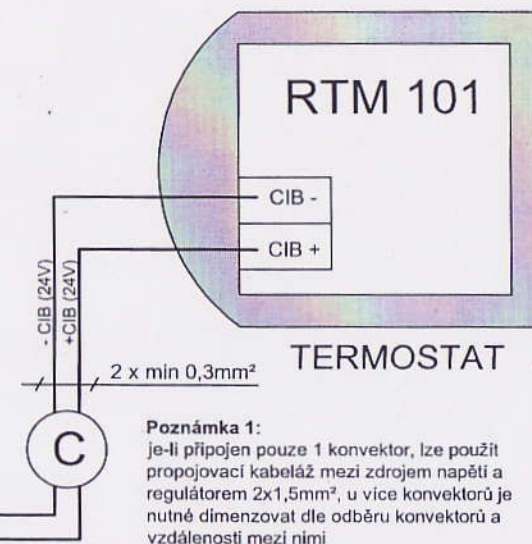 RTM 101
CIB -
CIB +
- CIB (24V)
+CIB (24V)
TERMOSTAT
2 x min 0,3mm²
C
Poznámka 1:
je-li připojen pouze 1 konvektor, lze použít
propojovací kabeláž mezi zdrojem napětí a
regulátorem 2x1,5mm², u více konvektorů je
nutné dimenzovat dle odběru konvektorů a
vzdálenosti mezi nimi